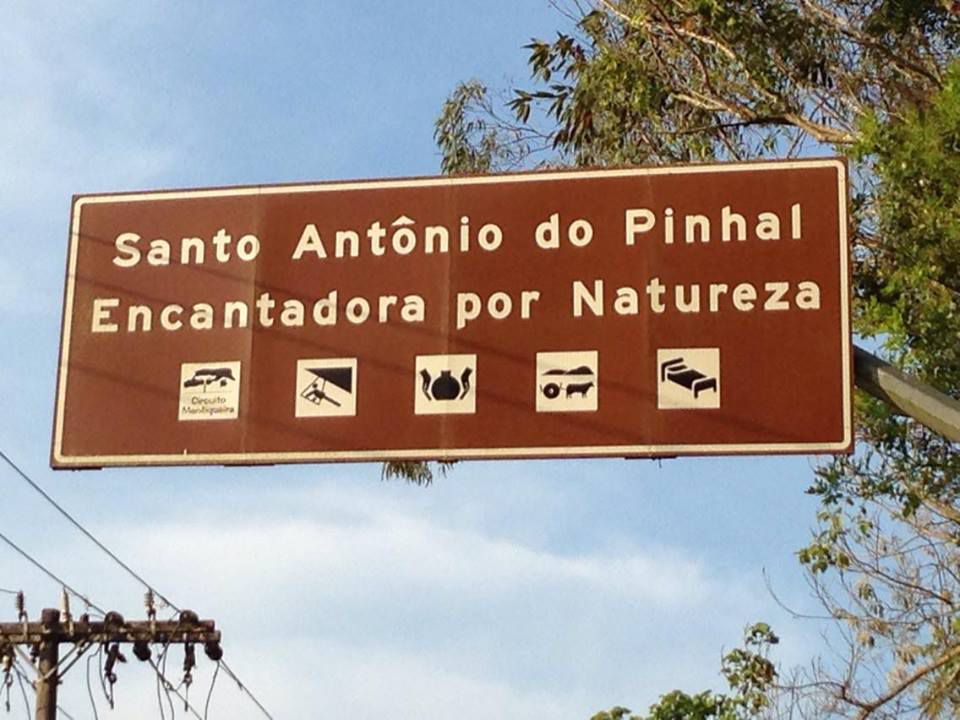 Santo Antônio do Pinhal
Encantadora por Natureza
Circuito
Mantiqueira